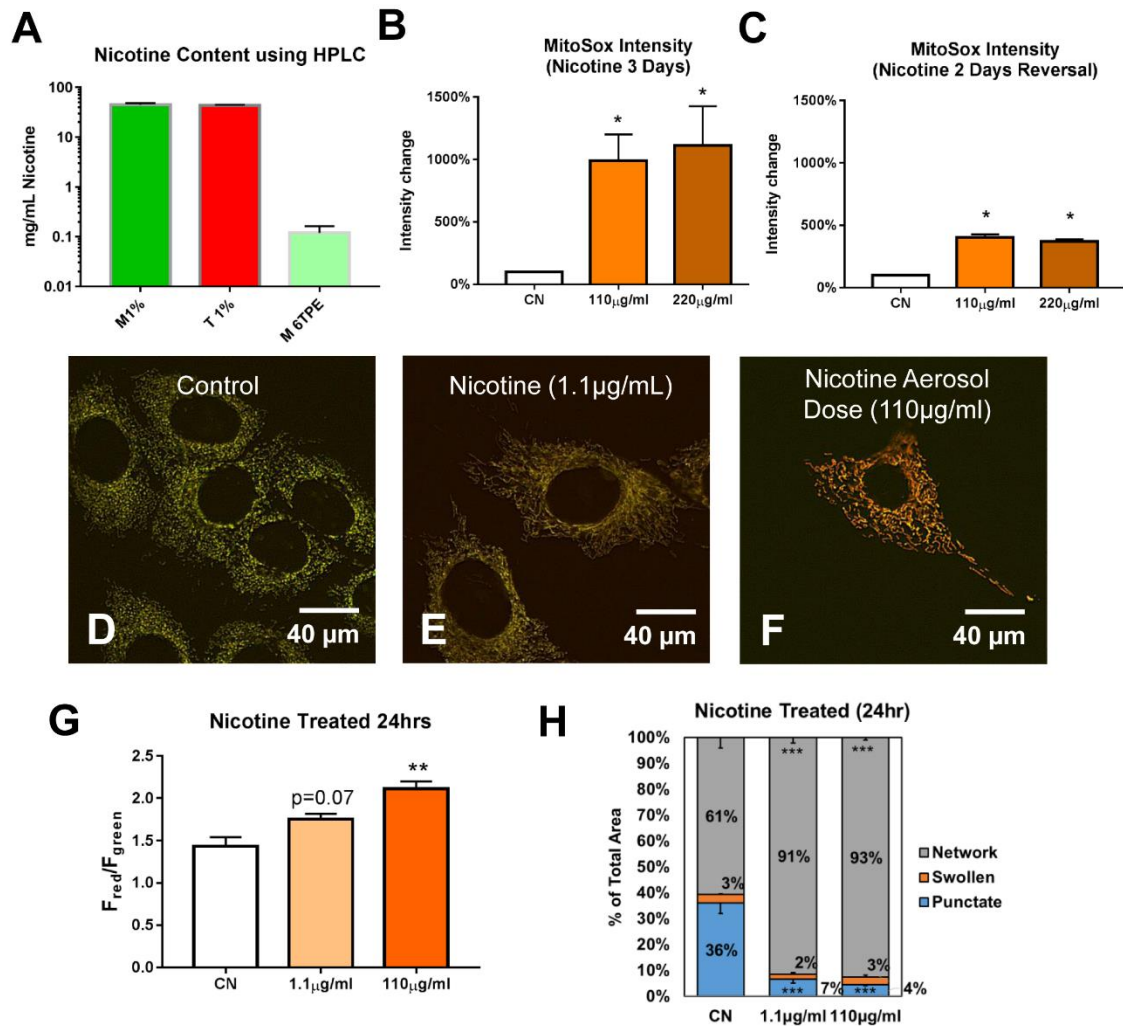 A
Nicotine Content using HPLC
mg/mL Nicotine
100
10
1
0.1
0.01
M1%
T 1%
M 6TPE
B
MitoSox Intensity
(Nicotine 3 Days)
Intensity change
1500%
1000%
500%
0%
*
*
CN
110µg/ml
220µg/ml
C
MitoSox Intensity
(Nicotine 2 Days Reversal)
Intensity change
1500%
1000%
500%
0%
*
*
CN
110µg/ml
220µg/ml
Control
D
40 µm
Nicotine (1.1µg/mL)
E
40 µm
Nicotine Aerosol
Dose (110µg/ml)
F
40 µm
G
Nicotine Treated 24hrs
Fred/Fgreen
2.5
2.0
1.5
1.0
0.5
0.0
p=0.07
**
CN
1.1µg/ml
110µg/ml
H
Nicotine Treated (24hr)
% of Total Area
100%
90%
80%
70%
60%
50%
40%
30%
20%
10%
0%
61%
3%
36%
***
91%
2%
***
7%
***
93%
3%
***
4%
CN
1.1µg/ml
110µg/ml
Network
Swollen
Punctate